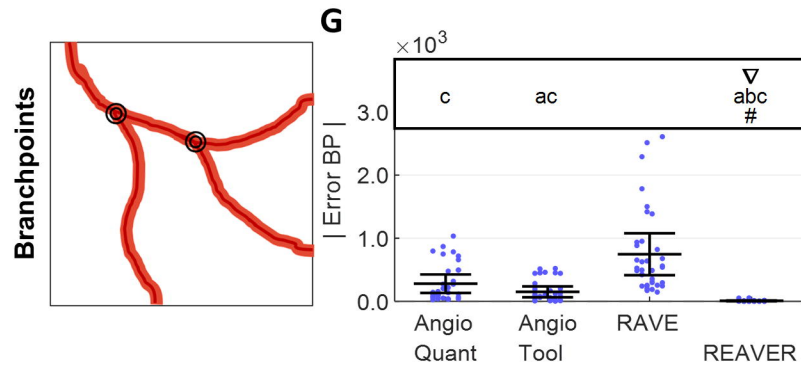 G
Branchpoints
| Error BP |
×10³
3.0
2.0
1.0
0.0
c
ac
∇
abc
#
Angio
Quant
Angio
Tool
RAVE
REAVER